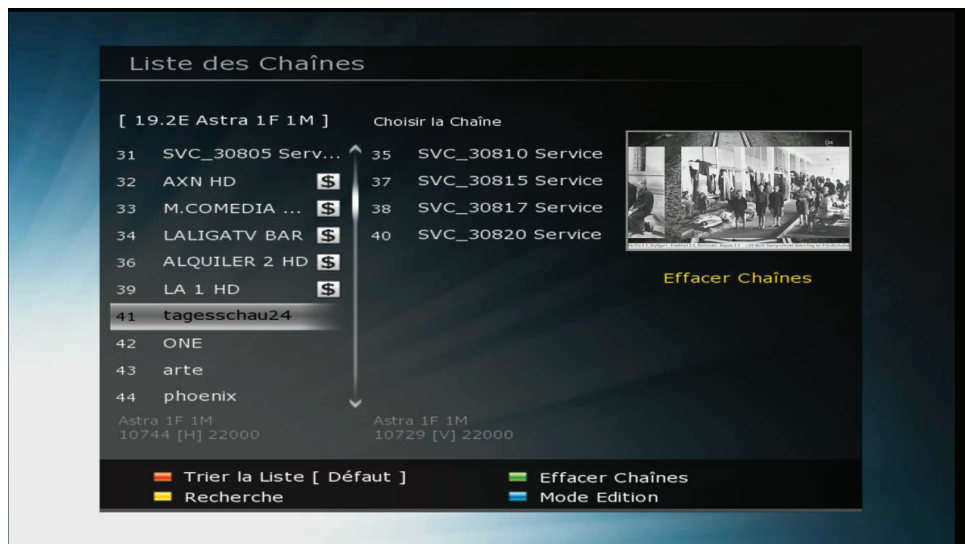 Liste des Chaînes
[ 19.2E Astra 1F 1M ]
Choisir la Chaîne
31 SVC_30805 Serv...
32 AXN HD $
33 M.COMEDIA ... $
34 LALIGATV BAR $
36 ALQUILER 2 HD $
39 LA 1 HD $
41 tagesschau24
42 ONE
43 arte
44 phoenix
Astra 1F 1M
10744 [H] 22000
35 SVC_30810 Service
37 SVC_30815 Service
38 SVC_30817 Service
40 SVC_30820 Service
Astra 1F 1M
10729 [V] 22000
Effacer Chaînes
Trier la Liste [ Défaut ]
Effacer Chaînes
Recherche
Mode Edition